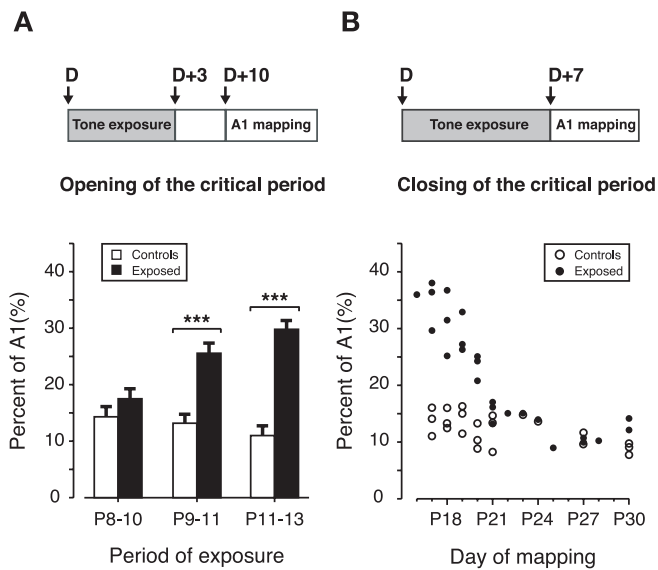 A
D
D+3
D+10
Tone exposure
A1 mapping
Opening of the critical period
Controls
Exposed
Percent of A1(%)
40
30
20
10
0
***
***
P8-10
P9-11
P11-13
Period of exposure
B
D
D+7
Tone exposure
A1 mapping
Closing of the critical period
Controls
Exposed
Percent of A1(%)
40
30
20
10
0
P18
P21
P24
P27
P30
Day of mapping